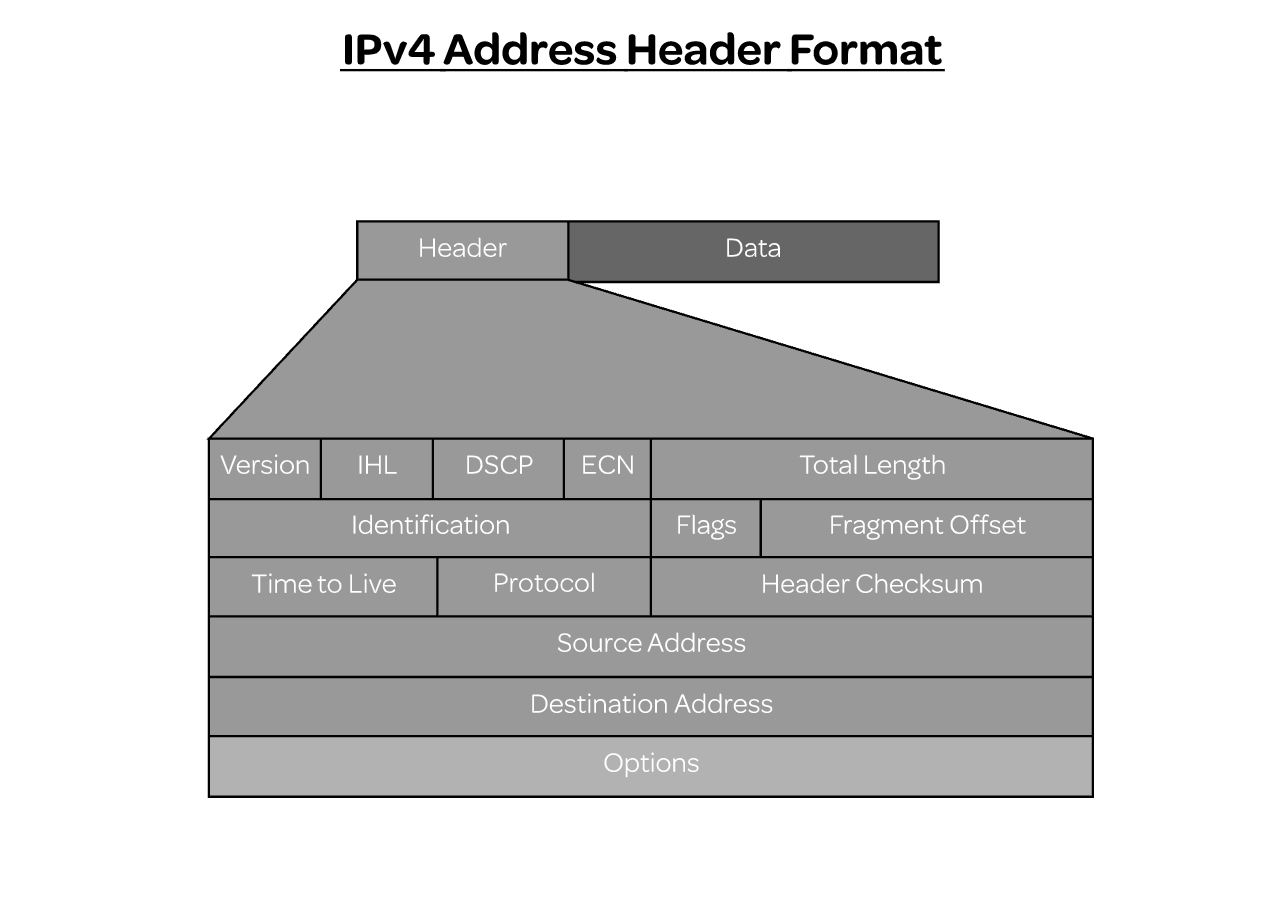 IPv4 Address Header Format
Header Data
Version IHL DSCP ECN Total Length
Identification Flags Fragment Offset
Time to Live Protocol Header Checksum
Source Address
Destination Address
Options